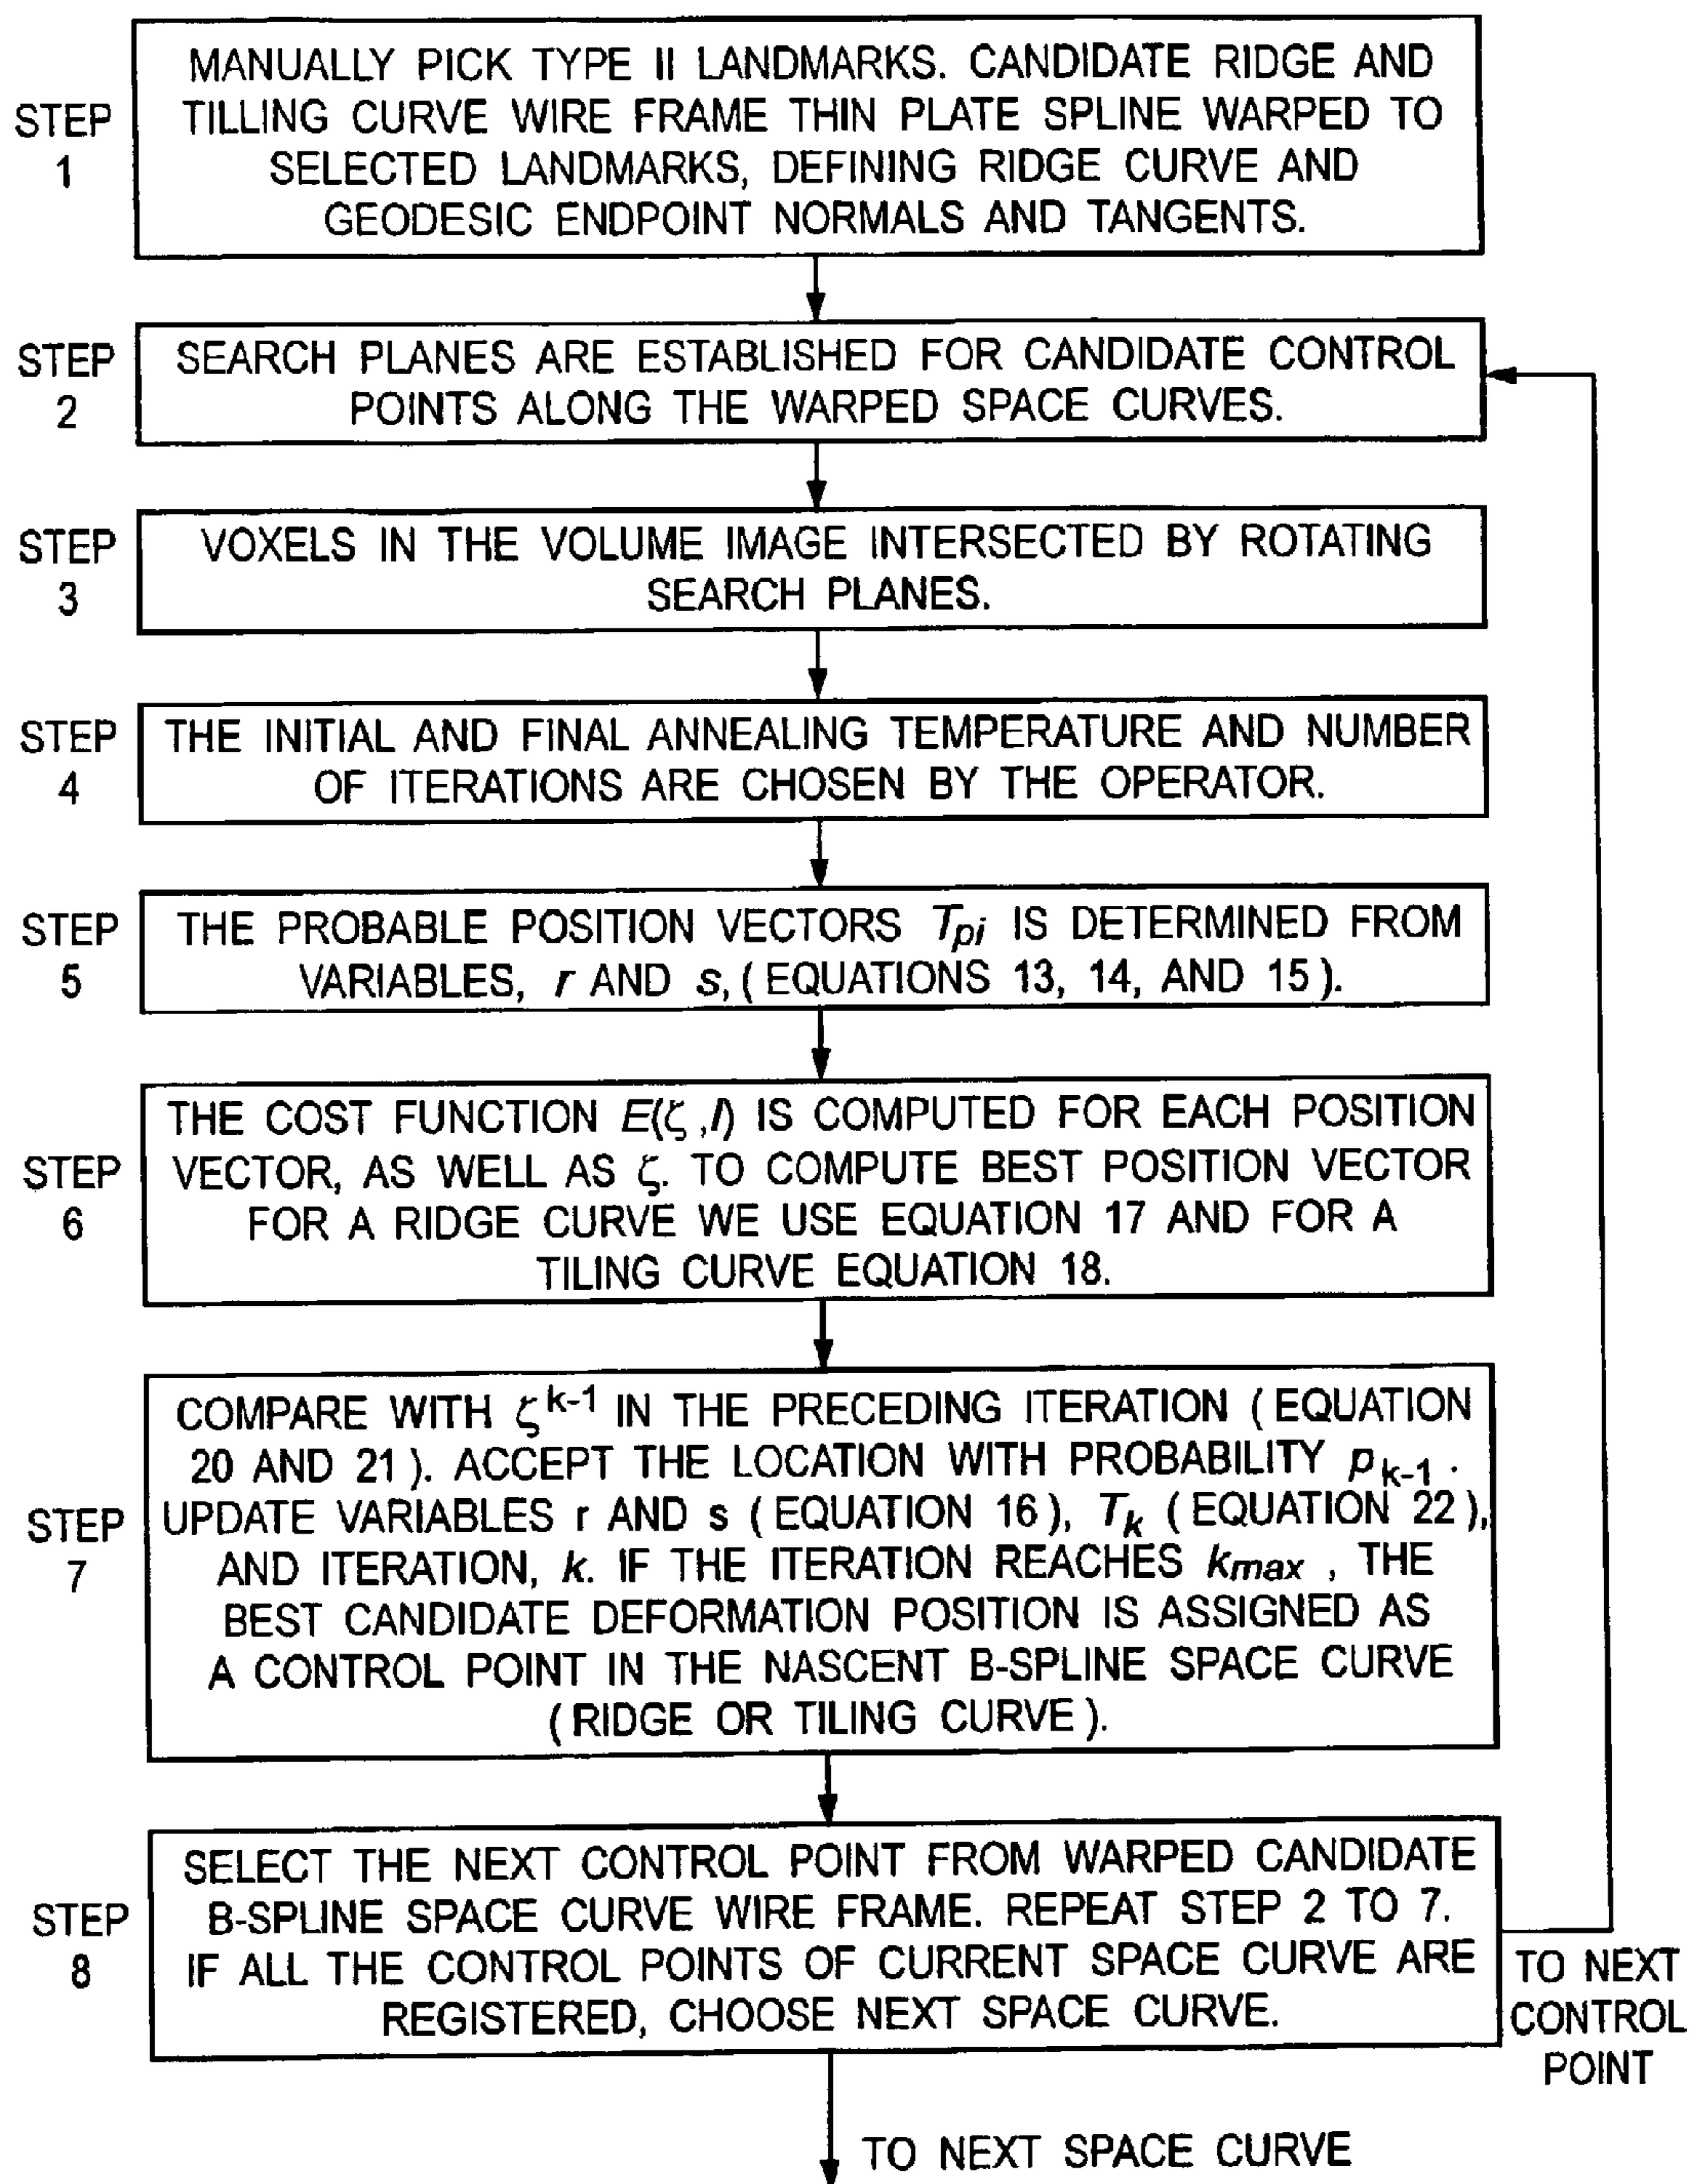 STEP
1
MANUALLY PICK TYPE II LANDMARKS. CANDIDATE RIDGE AND
TILLING CURVE WIRE FRAME THIN PLATE SPLINE WARPED TO
SELECTED LANDMARKS, DEFINING RIDGE CURVE AND
GEODESIC ENDPOINT NORMALS AND TANGENTS.
STEP
2
SEARCH PLANES ARE ESTABLISHED FOR CANDIDATE CONTROL
POINTS ALONG THE WARPED SPACE CURVES.
STEP
3
VOXELS IN THE VOLUME IMAGE INTERSECTED BY ROTATING
SEARCH PLANES.
STEP
4
THE INITIAL AND FINAL ANNEALING TEMPERATURE AND NUMBER
OF ITERATIONS ARE CHOSEN BY THE OPERATOR.
STEP
5
THE PROBABLE POSITION VECTORS T_pi IS DETERMINED FROM
VARIABLES, r AND s, (EQUATIONS 13, 14, AND 15).
STEP
6
THE COST FUNCTION E(ζ,I) IS COMPUTED FOR EACH POSITION
VECTOR, AS WELL AS ζ. TO COMPUTE BEST POSITION VECTOR
FOR A RIDGE CURVE WE USE EQUATION 17 AND FOR A
TILING CURVE EQUATION 18.
STEP
7
COMPARE WITH ζ^k-1 IN THE PRECEDING ITERATION (EQUATION
20 AND 21). ACCEPT THE LOCATION WITH PROBABILITY p_k-1.
UPDATE VARIABLES r AND s (EQUATION 16), T_k (EQUATION 22),
AND ITERATION, k. IF THE ITERATION REACHES k_max, THE
BEST CANDIDATE DEFORMATION POSITION IS ASSIGNED AS
A CONTROL POINT IN THE NASCENT B-SPLINE SPACE CURVE
(RIDGE OR TILING CURVE).
STEP
8
SELECT THE NEXT CONTROL POINT FROM WARPED CANDIDATE
B-SPLINE SPACE CURVE WIRE FRAME. REPEAT STEP 2 TO 7.
IF ALL THE CONTROL POINTS OF CURRENT SPACE CURVE ARE
REGISTERED, CHOOSE NEXT SPACE CURVE.
TO NEXT
CONTROL
POINT
TO NEXT SPACE CURVE